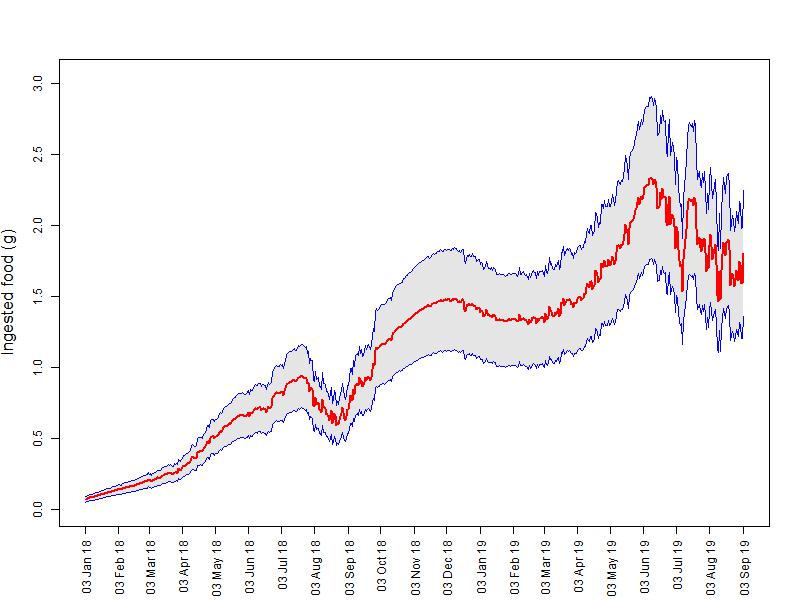 Ingested food (g)
3.0
2.5
2.0
1.5
1.0
0.5
0.0
03 Jan 18
03 Feb 18
03 Mar 18
03 Apr 18
03 May 18
03 Jun 18
03 Jul 18
03 Aug 18
03 Sep 18
03 Oct 18
03 Nov 18
03 Dec 18
03 Jan 19
03 Feb 19
03 Mar 19
03 Apr 19
03 May 19
03 Jun 19
03 Jul 19
03 Aug 19
03 Sep 19